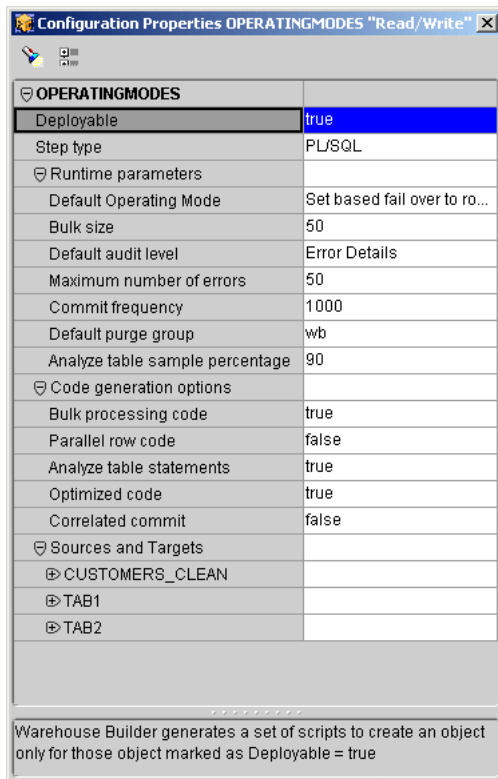 Configuration Properties OPERATINGMODES "Read/Write"
OPERATINGMODES
Deployable true
Step type PL/SQL
Runtime parameters
Default Operating Mode Set based fail over to ro...
Bulk size 50
Default audit level Error Details
Maximum number of errors 50
Commit frequency 1000
Default purge group wb
Analyze table sample percentage 90
Code generation options
Bulk processing code true
Parallel row code false
Analyze table statements true
Optimized code true
Correlated commit false
Sources and Targets
CUSTOMERS_CLEAN
TAB1
TAB2
Warehouse Builder generates a set of scripts to create an object
only for those object marked as Deployable = true